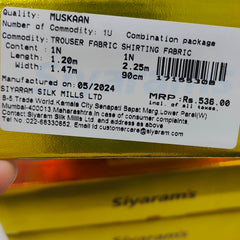 Quality: MUSKAAN
Number of Commodity: 1U Combination package
Commodity: TROUSER FABRIC SHIRTING FABRIC
Content : 1N 1N
Length : 1.20m 2.25m
Width : 1.47m 90cm
Manufactured on: 05/2024
SIYARAM SILK MILLS LTD
MRP: Rs.536.00
incl. of all taxes
B-5 Trade World Kamala City Senapati Bapat Marg Lower Parel(W)
Mumbai-400013,Maharashtra In case of consumer complaints,
Contact Siyaram Silk Mills Ltd. and address as above
Tel No :022-68330652, Email Id :customercare@siyaram.com
Siyaram's